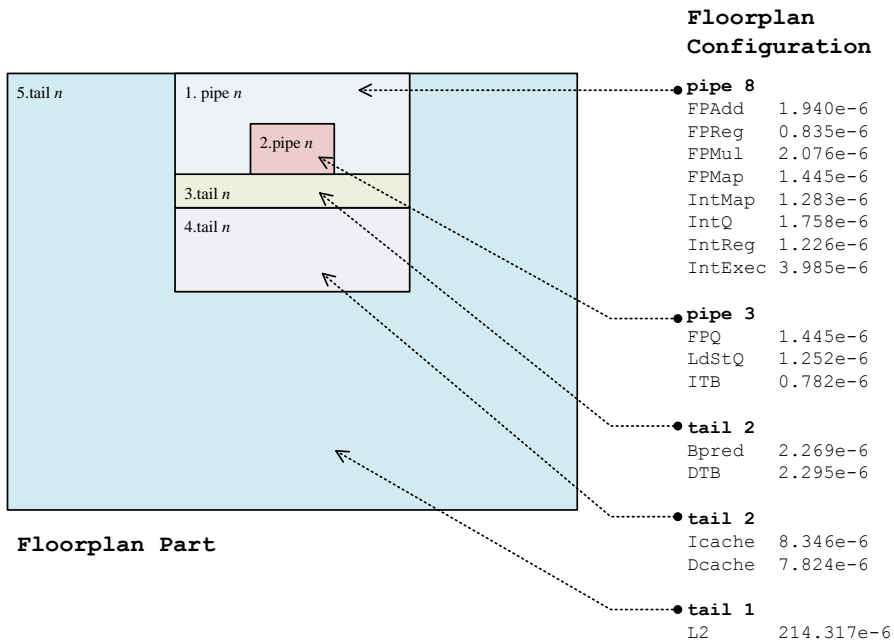 Floorplan
Configuration
5.tail n
1. pipe n
2.pipe n
3.tail n
4.tail n
Floorplan Part
pipe 8
FPAdd 1.940e-6
FPReg 0.835e-6
FPMul 2.076e-6
FPMap 1.445e-6
IntMap 1.283e-6
IntQ 1.758e-6
IntReg 1.226e-6
IntExec 3.985e-6
pipe 3
FPQ 1.445e-6
LdStQ 1.252e-6
ITB 0.782e-6
tail 2
Bpred 2.269e-6
DTB 2.295e-6
tail 2
Icache 8.346e-6
Dcache 7.824e-6
tail 1
L2 214.317e-6